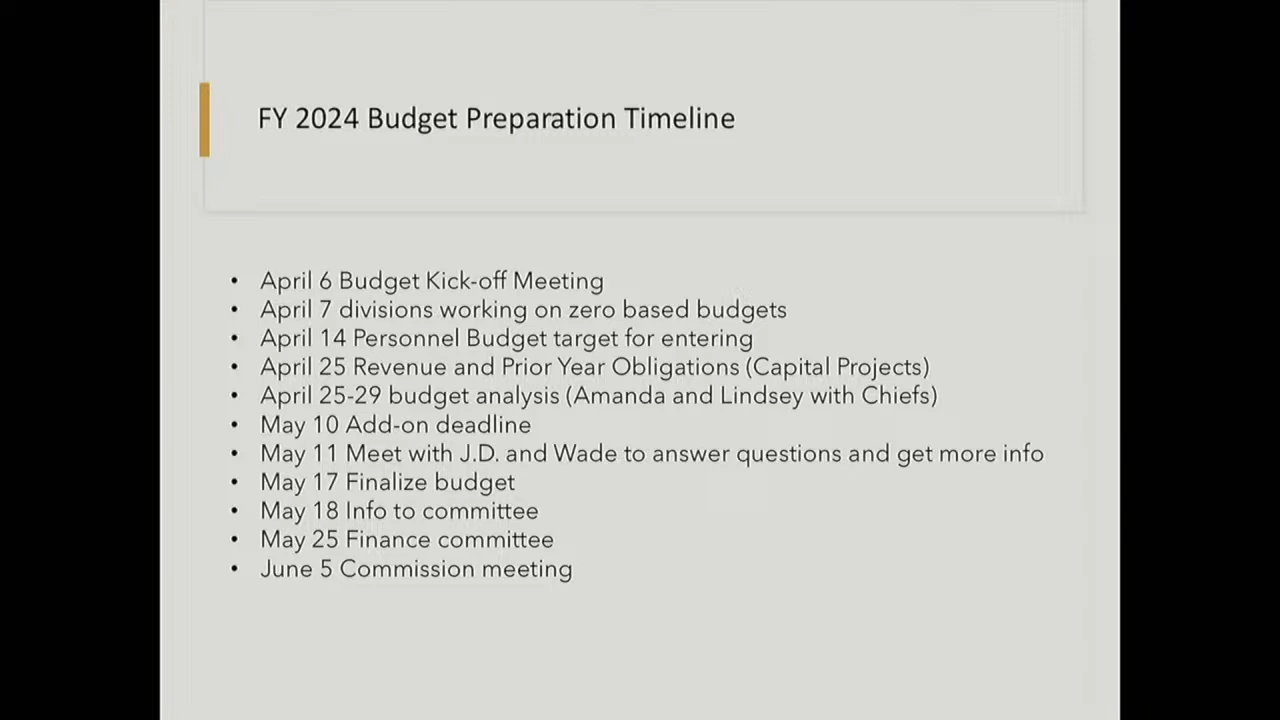 FY 2024 Budget Preparation Timeline
• April 6 Budget Kick-off Meeting
• April 7 divisions working on zero based budgets
• April 14 Personnel Budget target for entering
• April 25 Revenue and Prior Year Obligations (Capital Projects)
• April 25-29 budget analysis (Amanda and Lindsey with Chiefs)
• May 10 Add-on deadline
• May 11 Meet with J.D. and Wade to answer questions and get more info
• May 17 Finalize budget
• May 18 Info to committee
• May 25 Finance committee
• June 5 Commission meeting